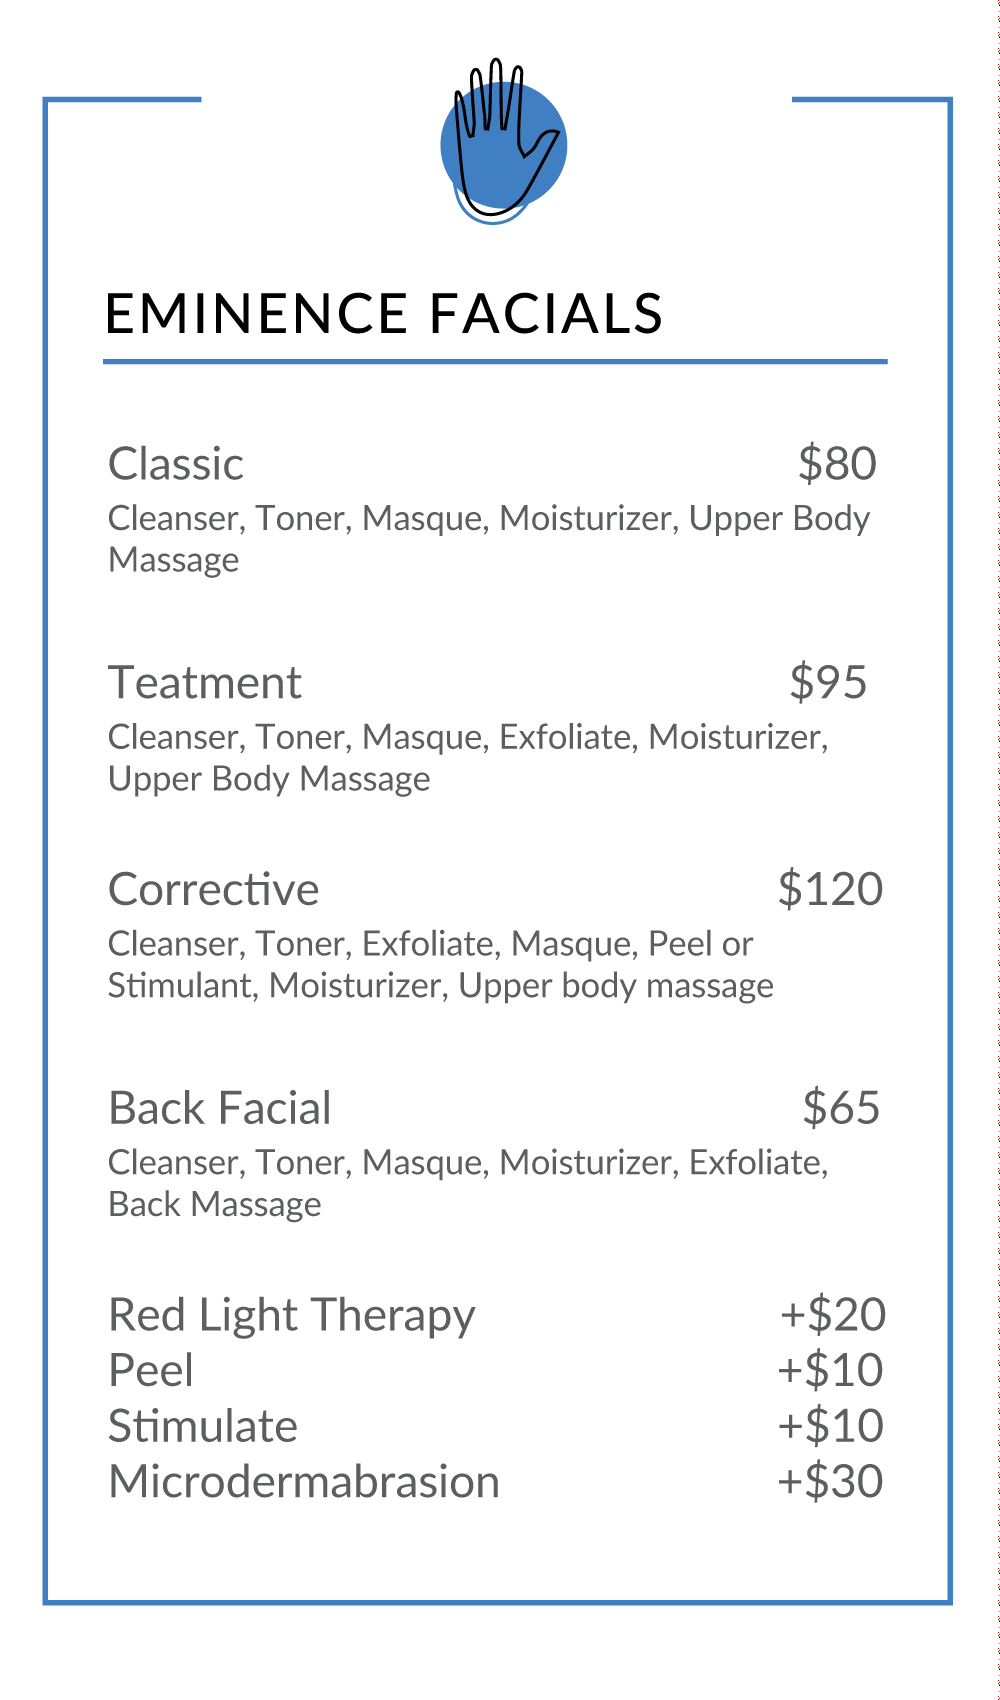 EMINENCE FACIALS
Classic $80
Cleanser, Toner, Masque, Moisturizer, Upper Body
Massage
Teatment $95
Cleanser, Toner, Masque, Exfoliate, Moisturizer,
Upper Body Massage
Corrective $120
Cleanser, Toner, Exfoliate, Masque, Peel or
Stimulant, Moisturizer, Upper body massage
Back Facial $65
Cleanser, Toner, Masque, Moisturizer, Exfoliate,
Back Massage
Red Light Therapy +$20
Peel +$10
Stimulate +$10
Microdermabrasion +$30